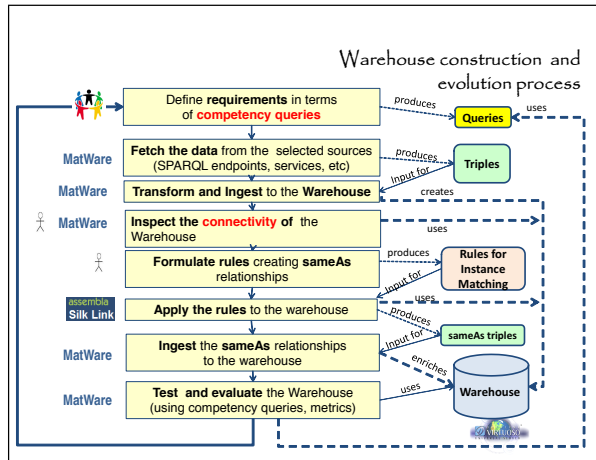 Warehouse construction and
evolution process
Define requirements in terms
of competency queries
produces
Queries
uses
MatWare
Fetch the data from the selected sources
(SPARQL endpoints, services, etc)
produces
Triples
Input for
MatWare
Transform and Ingest to the Warehouse
creates
MatWare
Inspect the connectivity of the
Warehouse
uses
Formulate rules creating sameAs
relationships
produces
Rules for
Instance
Matching
Input for
assembla
Silk Link
Apply the rules to the warehouse
uses
produces
sameAs triples
Input for
MatWare
Ingest the sameAs relationships
to the warehouse
enriches
Warehouse
MatWare
Test and evaluate the Warehouse
(using competency queries, metrics)
uses
VIRTUOSO